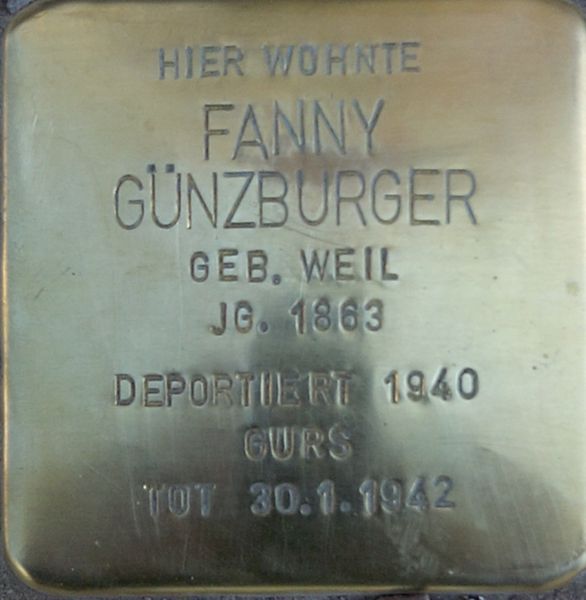 HIER WOHNTE
FANNY
GÜNZBURGER
GEB. WEIL
JG. 1863
DEPORTIERT 1940
GURS
TOT 30.1.1942